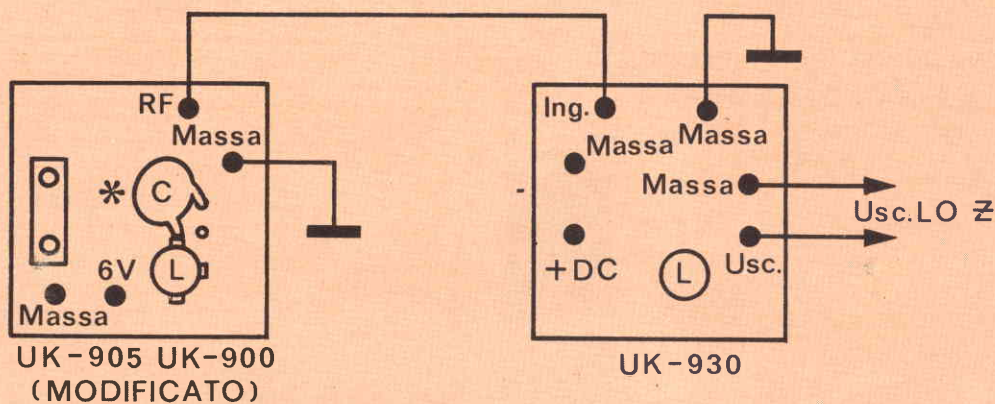 RF
Massa
*
C
6V
L
Massa
UK-905 UK-900
(MODIFICATO)
Ing.
Massa
Massa
Massa
Usc.LO Z
+DC
L
Usc.
UK-930